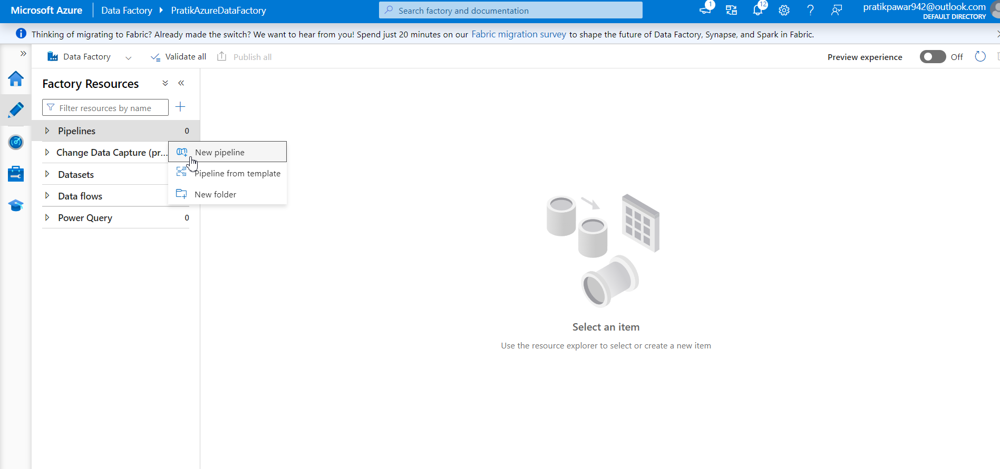 Microsoft Azure
Data Factory
PratikAzureDataFactory
Search factory and documentation
1
12
pratikpawar942@outlook.com
DEFAULT DIRECTORY
Thinking of migrating to Fabric? Already made the switch? We want to hear from you! Spend just 20 minutes on our Fabric migration survey to shape the future of Data Factory, Synapse, and Spark in Fabric.
Data Factory
Validate all
Publish all
Preview experience
Off
Factory Resources
Filter resources by name
Pipelines
0
Change Data Capture (pr...
New pipeline
Datasets
Pipeline from template
Data flows
New folder
Power Query
0
Select an item
Use the resource explorer to select or create a new item